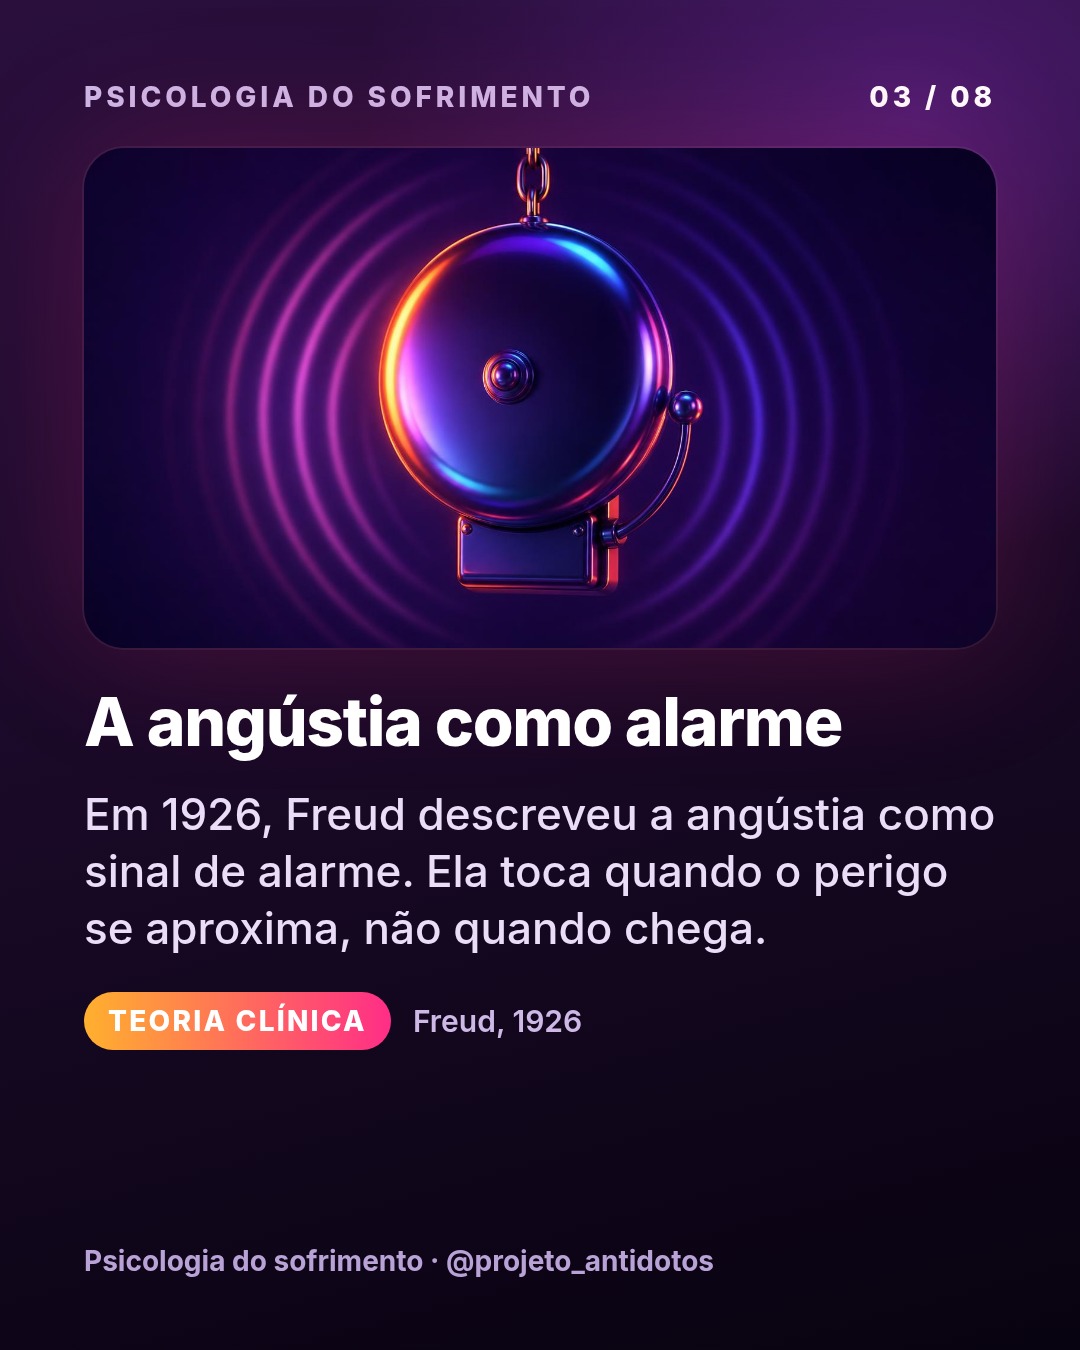 PSICOLOGIA DO SOFRIMENTO
03 / 08
A angústia como alarme
Em 1926, Freud descreveu a angústia como
sinal de alarme. Ela toca quando o perigo
se aproxima, não quando chega.
TEORIA CLÍNICA
Freud, 1926
Psicologia do sofrimento · @projeto_antidotos